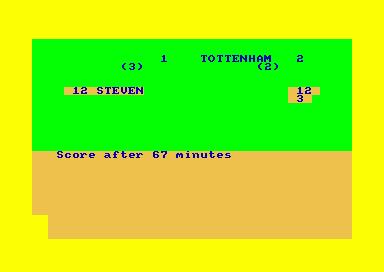 1 TOTTENHAM 2
(3) (2)
12 STEVEN 12
3
Score after 67 minutes